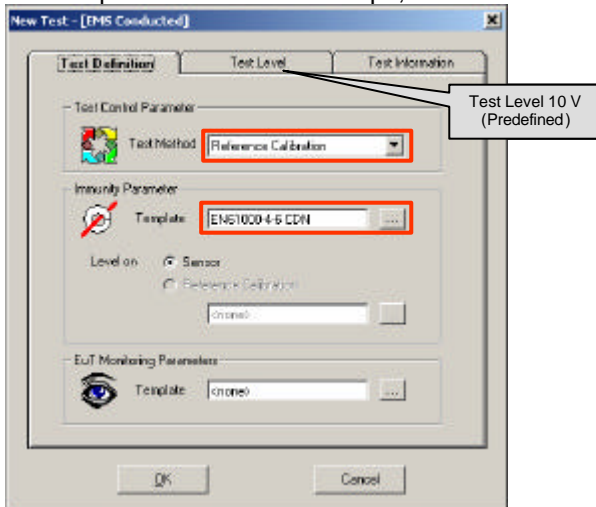 New Test - [EMS Conducted]
Test Definition Test Level Test Information
Test Level 10 V
(Predefined)
Test Control Parameter
Test Method Reference Calibration
Immunity Parameter
Template EN61000-4-6 CDN ...
Level on Sensor
Reference Calibration
<none>
EuT Monitoring Parameters
Template <none> ...
OK Cancel